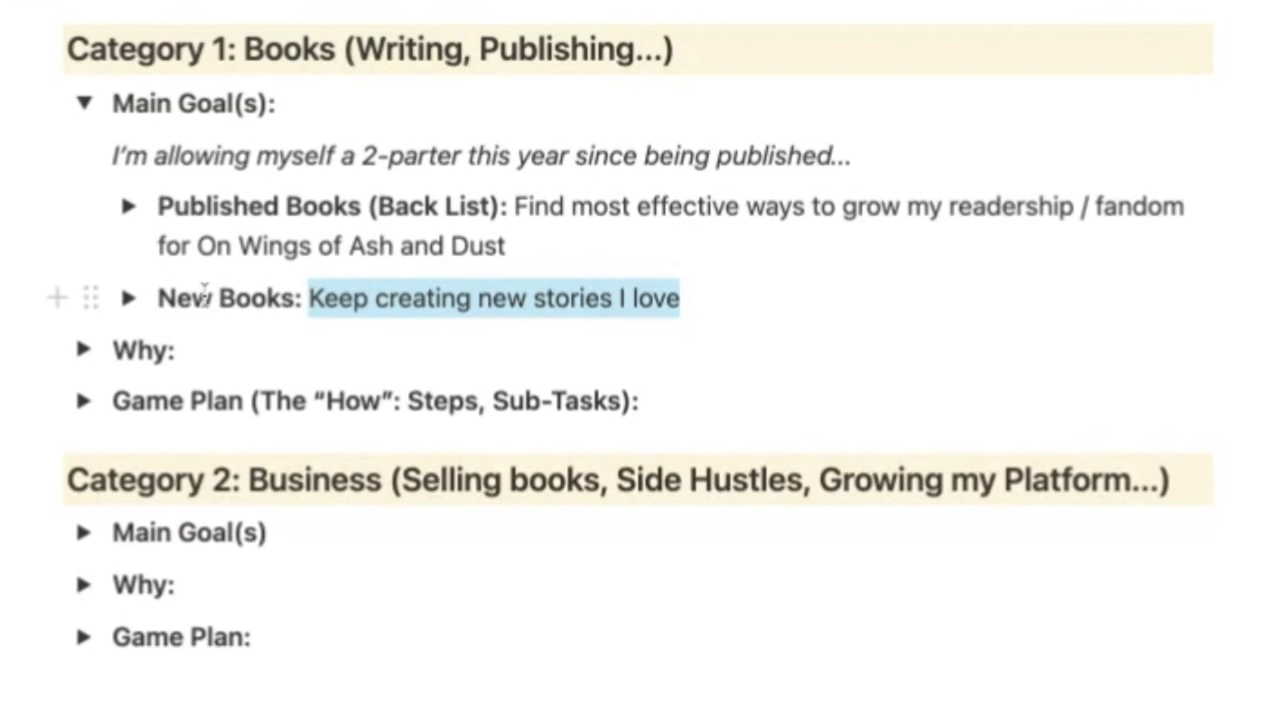 Category 1: Books (Writing, Publishing...)
Main Goal(s):
I'm allowing myself a 2-parter this year since being published...
Published Books (Back List): Find most effective ways to grow my readership / fandom
for On Wings of Ash and Dust
New Books: Keep creating new stories I love
Why:
Game Plan (The “How”: Steps, Sub-Tasks):
Category 2: Business (Selling books, Side Hustles, Growing my Platform...)
Main Goal(s)
Why:
Game Plan: